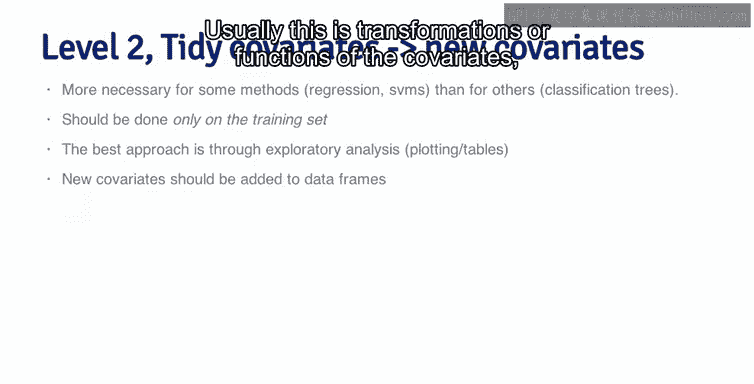 Usually this is transformations or
functions of the covariates,
Level 2, Tidy covariates -> new covariates
· More necessary for some methods (regression, svms) than for others (classification trees).
· Should be done only on the training set
· The best approach is through exploratory analysis (plotting/tables)
· New covariates should be added to data frames